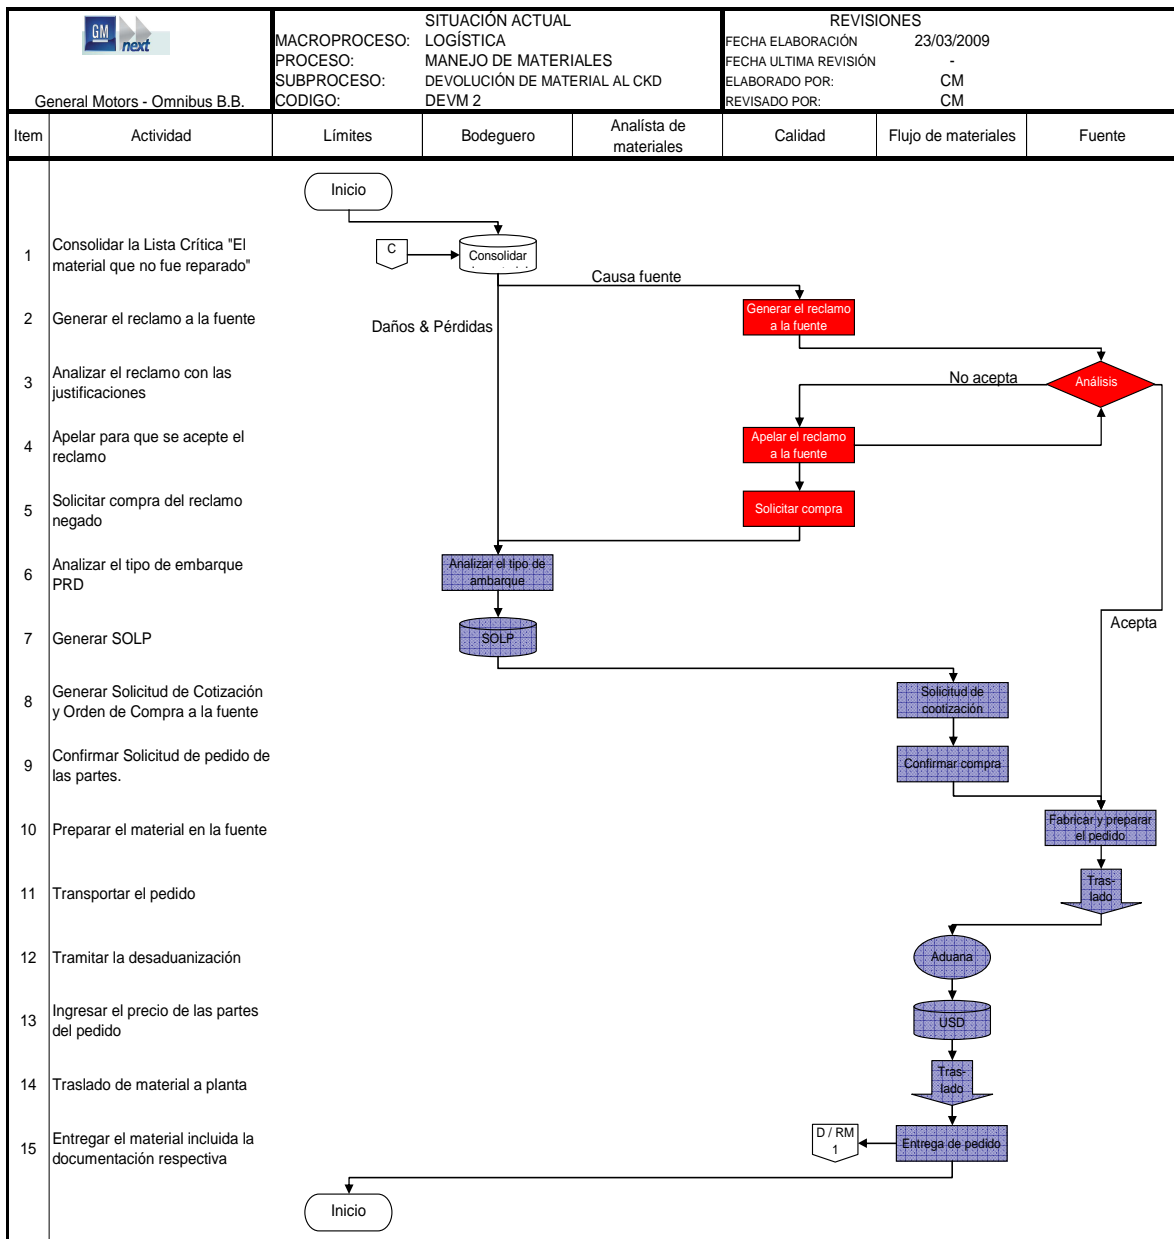 GM
next
General Motors - Omnibus B.B.
SITUACIÓN ACTUAL
MACROPROCESO: LOGÍSTICA
PROCESO: MANEJO DE MATERIALES
SUBPROCESO: DEVOLUCIÓN DE MATERIAL AL CKD
CODIGO: DEVM 2
REVISIONES
FECHA ELABORACIÓN 23/03/2009
FECHA ULTIMA REVISIÓN -
ELABORADO POR: CM
REVISADO POR: CM
Item
Actividad
Límites
Bodeguero
Analísta de
materiales
Calidad
Flujo de materiales
Fuente
Inicio
1
Consolidar la Lista Crítica "El
material que no fue reparado"
C
Consolidar
Causa fuente
2
Generar el reclamo a la fuente
Daños & Pérdidas
Generar el reclamo
a la fuente
3
Analizar el reclamo con las
justificaciones
No acepta
Análisis
4
Apelar para que se acepte el
reclamo
Apelar el reclamo
a la fuente
5
Solicitar compra del reclamo
negado
Solicitar compra
6
Analizar el tipo de embarque
PRD
Analizar el tipo de
ambarque
Acepta
7
Generar SOLP
SOLP
8
Generar Solicitud de Cotización
y Orden de Compra a la fuente
Solicitud de
cootización
9
Confirmar Solicitud de pedido de
las partes.
Confirmar compra
10
Preparar el material en la fuente
Fabricar y preparar
el pedido
11
Transportar el pedido
Tras-
lado
12
Tramitar la desaduanización
Aduana
13
Ingresar el precio de las partes
del pedido
USD
14
Traslado de material a planta
Tras-
lado
15
Entregar el material incluida la
documentación respectiva
D / RM
1
Entrega de pedido
Inicio